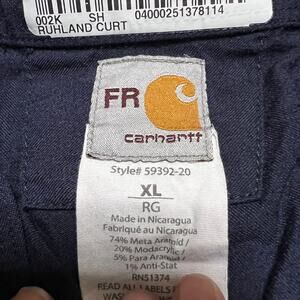 002K SH 04000251378114
RUHLAND CURT
FR
carhartt
Style# 59392-20
XL
RG
Made in Nicaragua
Fabriqué au Nicaragua
74% Meta Aramid /
20% Modacrylic /
5% Para Aramid /
1% Anti-Stat
RN51374
READ ALL LABELS